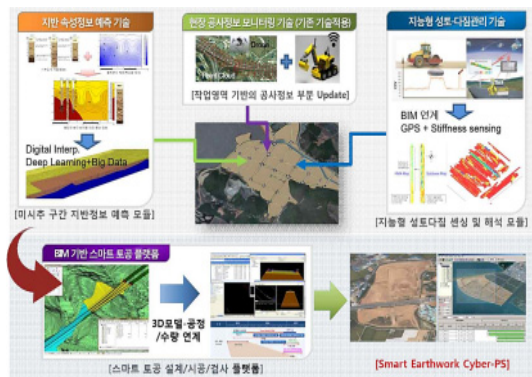 지반 속성정보 예측 기술
현장 공사정보 모니터링 기술 (기존 기술적용)
지능형 성토·다짐관리 기술
Dron
Point Cloud
[작업영역 기반의 공사정보 부분 Update]
Digital Interp.
Deep Learning+Big Data
BIM 연계
GPS + Stiffness sensing
[미시추 구간 지반정보 예측 모듈]
[지능형 성토다짐 센싱 및 해석 모듈]
BIM 기반 스마트 토공 플랫폼
3D모델-공정
/수량 연계
[스마트 토공 설계/시공/검사 플랫폼]
[Smart Earthwork Cyber-PS]